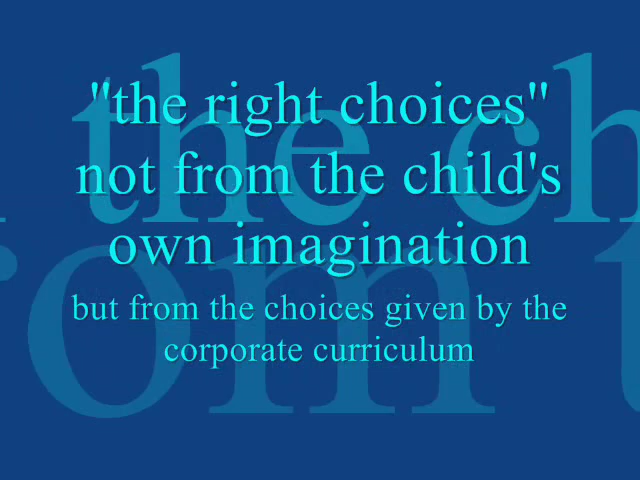 "the right choices"
not from the child's
own imagination
but from the choices given by the
corporate curriculum